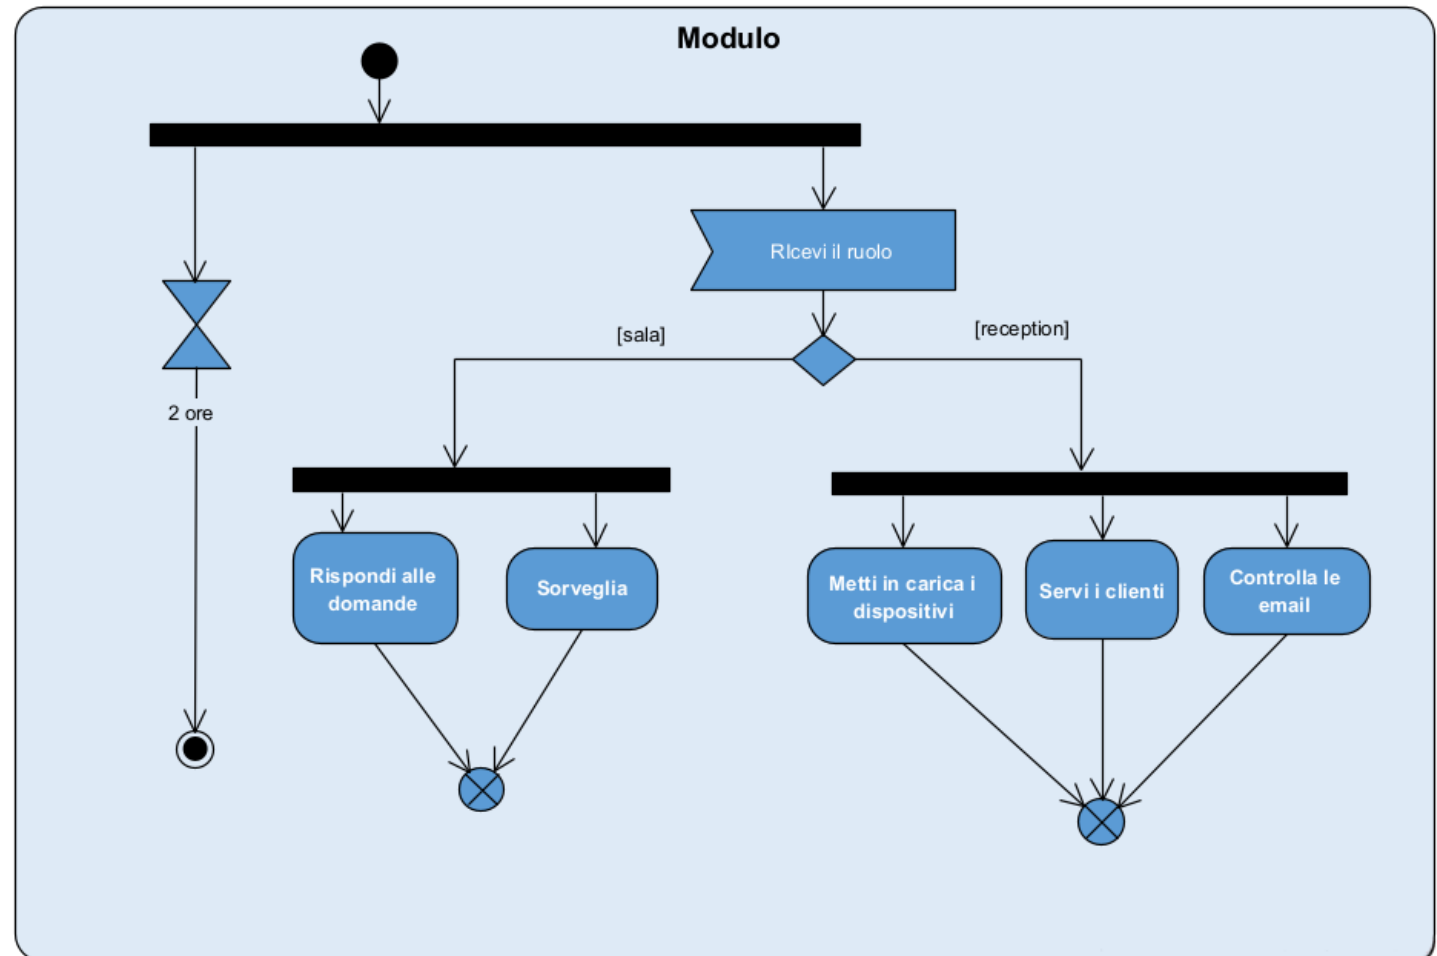 Modulo
RIcevi il ruolo
[sala]
[reception]
2 ore
Rispondi alle
domande
Sorveglia
Metti in carica i
dispositivi
Servi i clienti
Controlla le
email